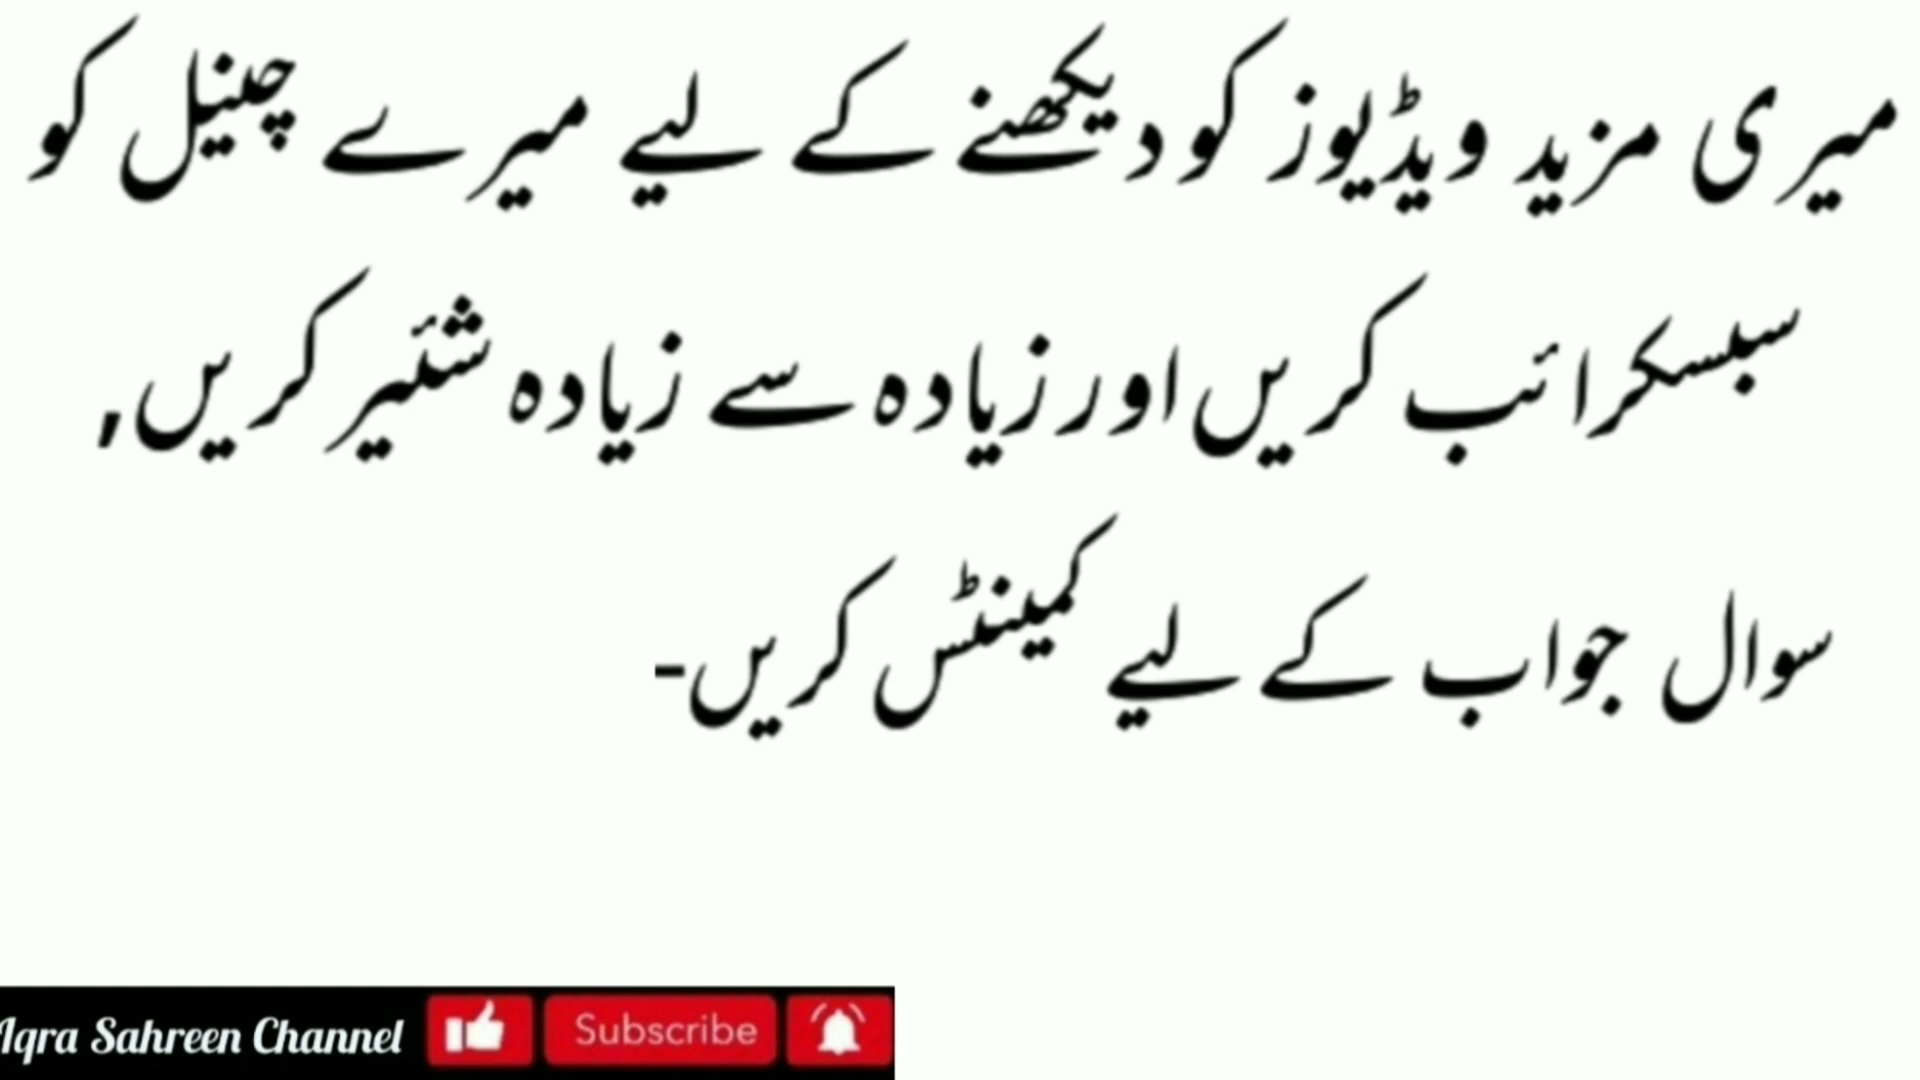 میری مزید ویڈیوز کو دیکھنے کے لیے میرے چینیل کو
سبسکرائب کریں اور زیادہ سے زیادہ شئیر کریں,
سوال جواب کے لیے کمینٹس کریں-
Iqra Sahreen Channel Subscribe